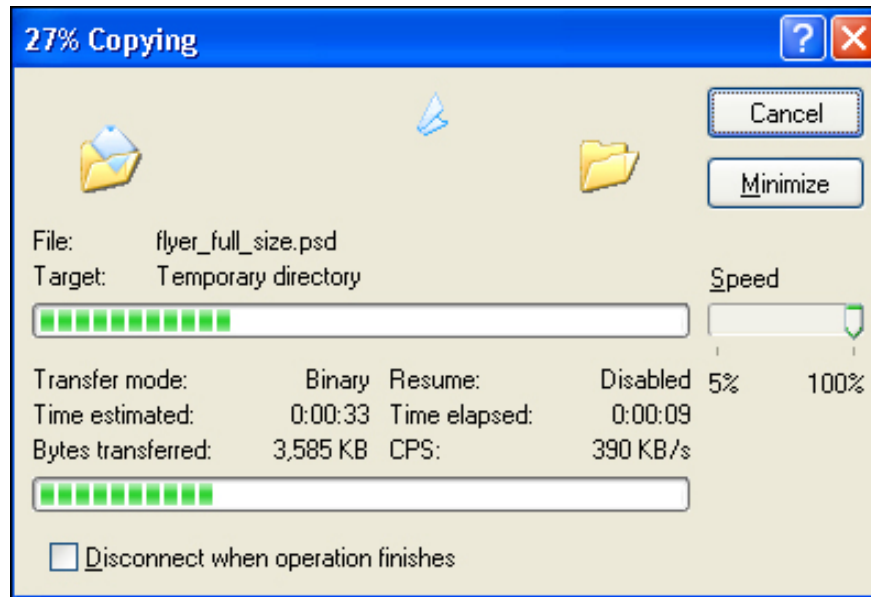 27% Copying
Cancel
Minimize
File: flyer_full_size.psd
Target: Temporary directory
Speed
5% 100%
Transfer mode: Binary Resume: Disabled
Time estimated: 0:00:33 Time elapsed: 0:00:09
Bytes transferred: 3,585 KB CPS: 390 KB/s
Disconnect when operation finishes